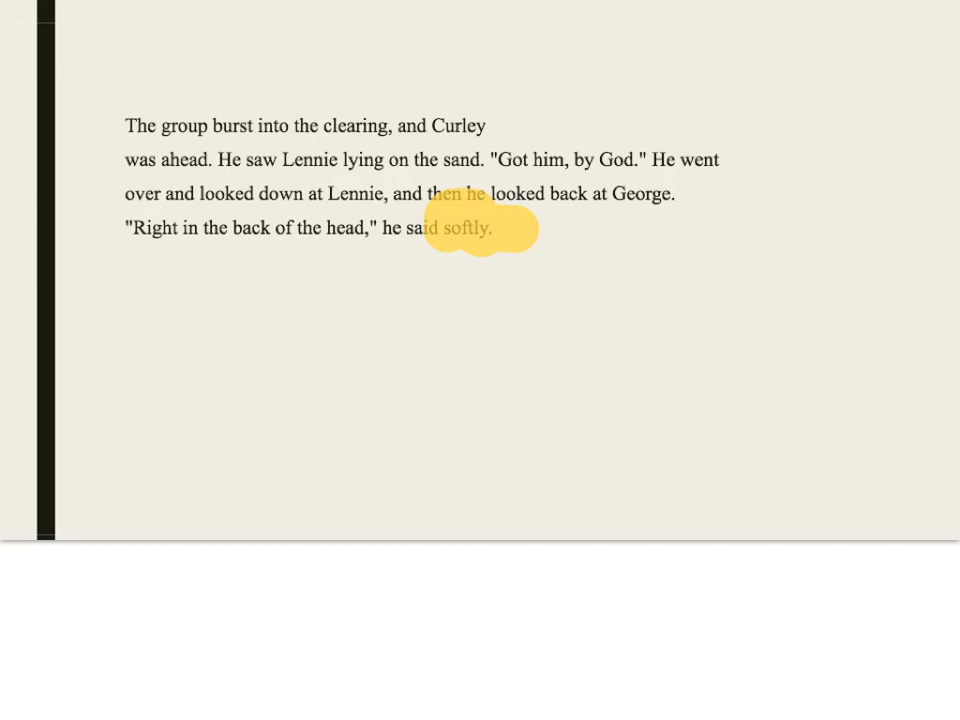 The group burst into the clearing, and Curley
was ahead. He saw Lennie lying on the sand. "Got him, by God." He went
over and looked down at Lennie, and then he looked back at George.
"Right in the back of the head," he said softly.